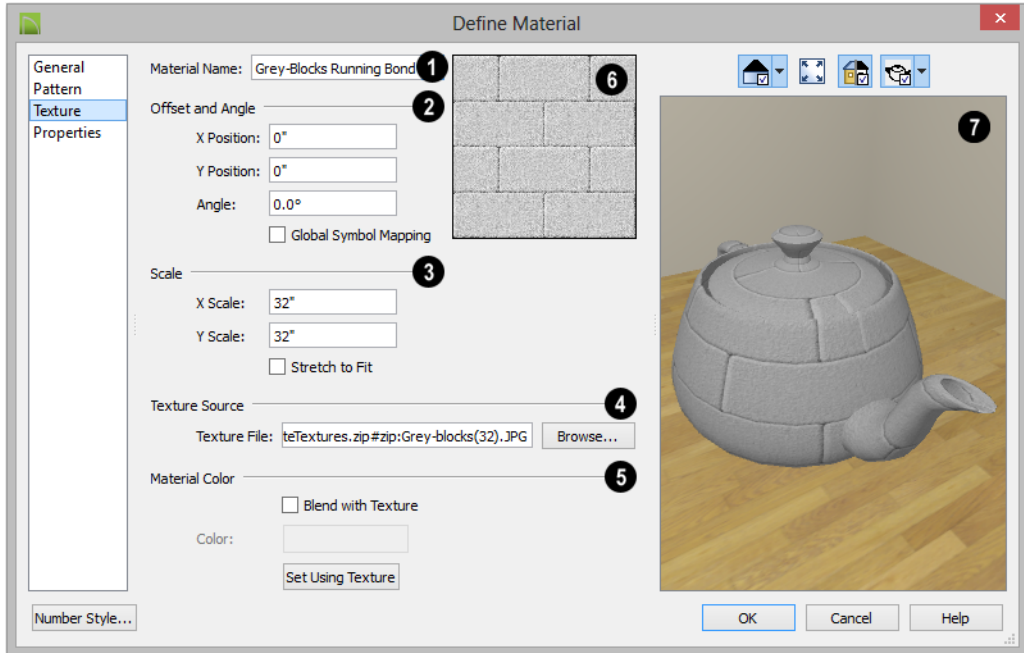 Define Material
General
Pattern
Texture
Properties
Material Name: Grey-Blocks Running Bond 1
Offset and Angle 2
X Position: 0"
Y Position: 0"
Angle: 0.0°
Global Symbol Mapping
Scale 3
X Scale: 32"
Y Scale: 32"
Stretch to Fit
Texture Source 4
Texture File: teTextures.zip#zip:Grey-blocks(32).JPG Browse...
Material Color 5
Blend with Texture
Color:
Set Using Texture
6
7
Number Style... OK Cancel Help